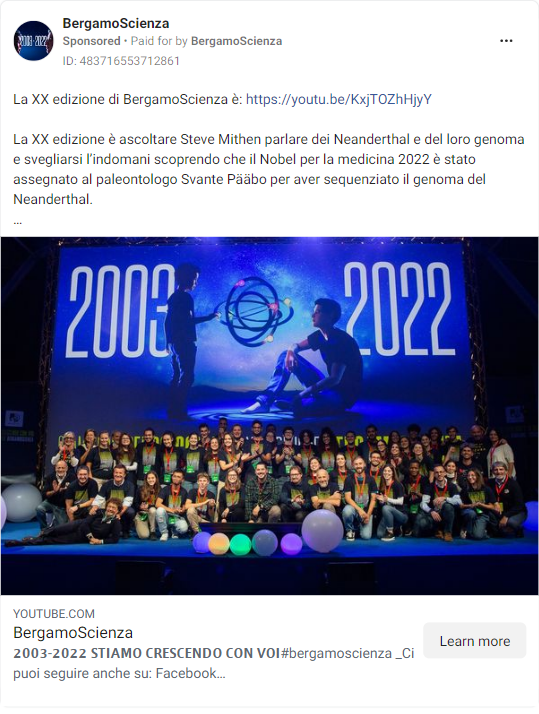 2003-2022
BergamoScienza
Sponsored • Paid for by BergamoScienza
ID: 483716553712861
La XX edizione di BergamoScienza è: https://youtu.be/KxjTOZhHjyY
La XX edizione è ascoltare Steve Mithen parlare dei Neanderthal e del loro genoma
e svegliarsi l’indomani scoprendo che il Nobel per la medicina 2022 è stato
assegnato al paleontologo Svante Pääbo per aver sequenziato il genoma del
Neanderthal.
...
2003 2022
YOUTUBE.COM
BergamoScienza
2003-2022 STIAMO CRESCENDO CON VOI#bergamoscienza _Ci
puoi seguire anche su: Facebook...
Learn more